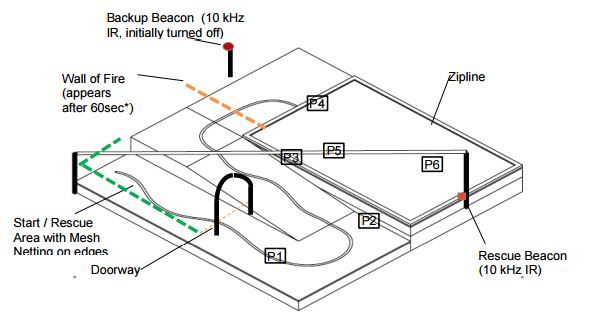 Backup Beacon (10 kHz
IR, initially turned off)
Wall of Fire
(appears
after 60sec*)
Zipline
P4
P3
P5
P6
P2
P1
Start / Rescue
Area with Mesh
Netting on edges
Doorway
Rescue Beacon
(10 kHz IR)